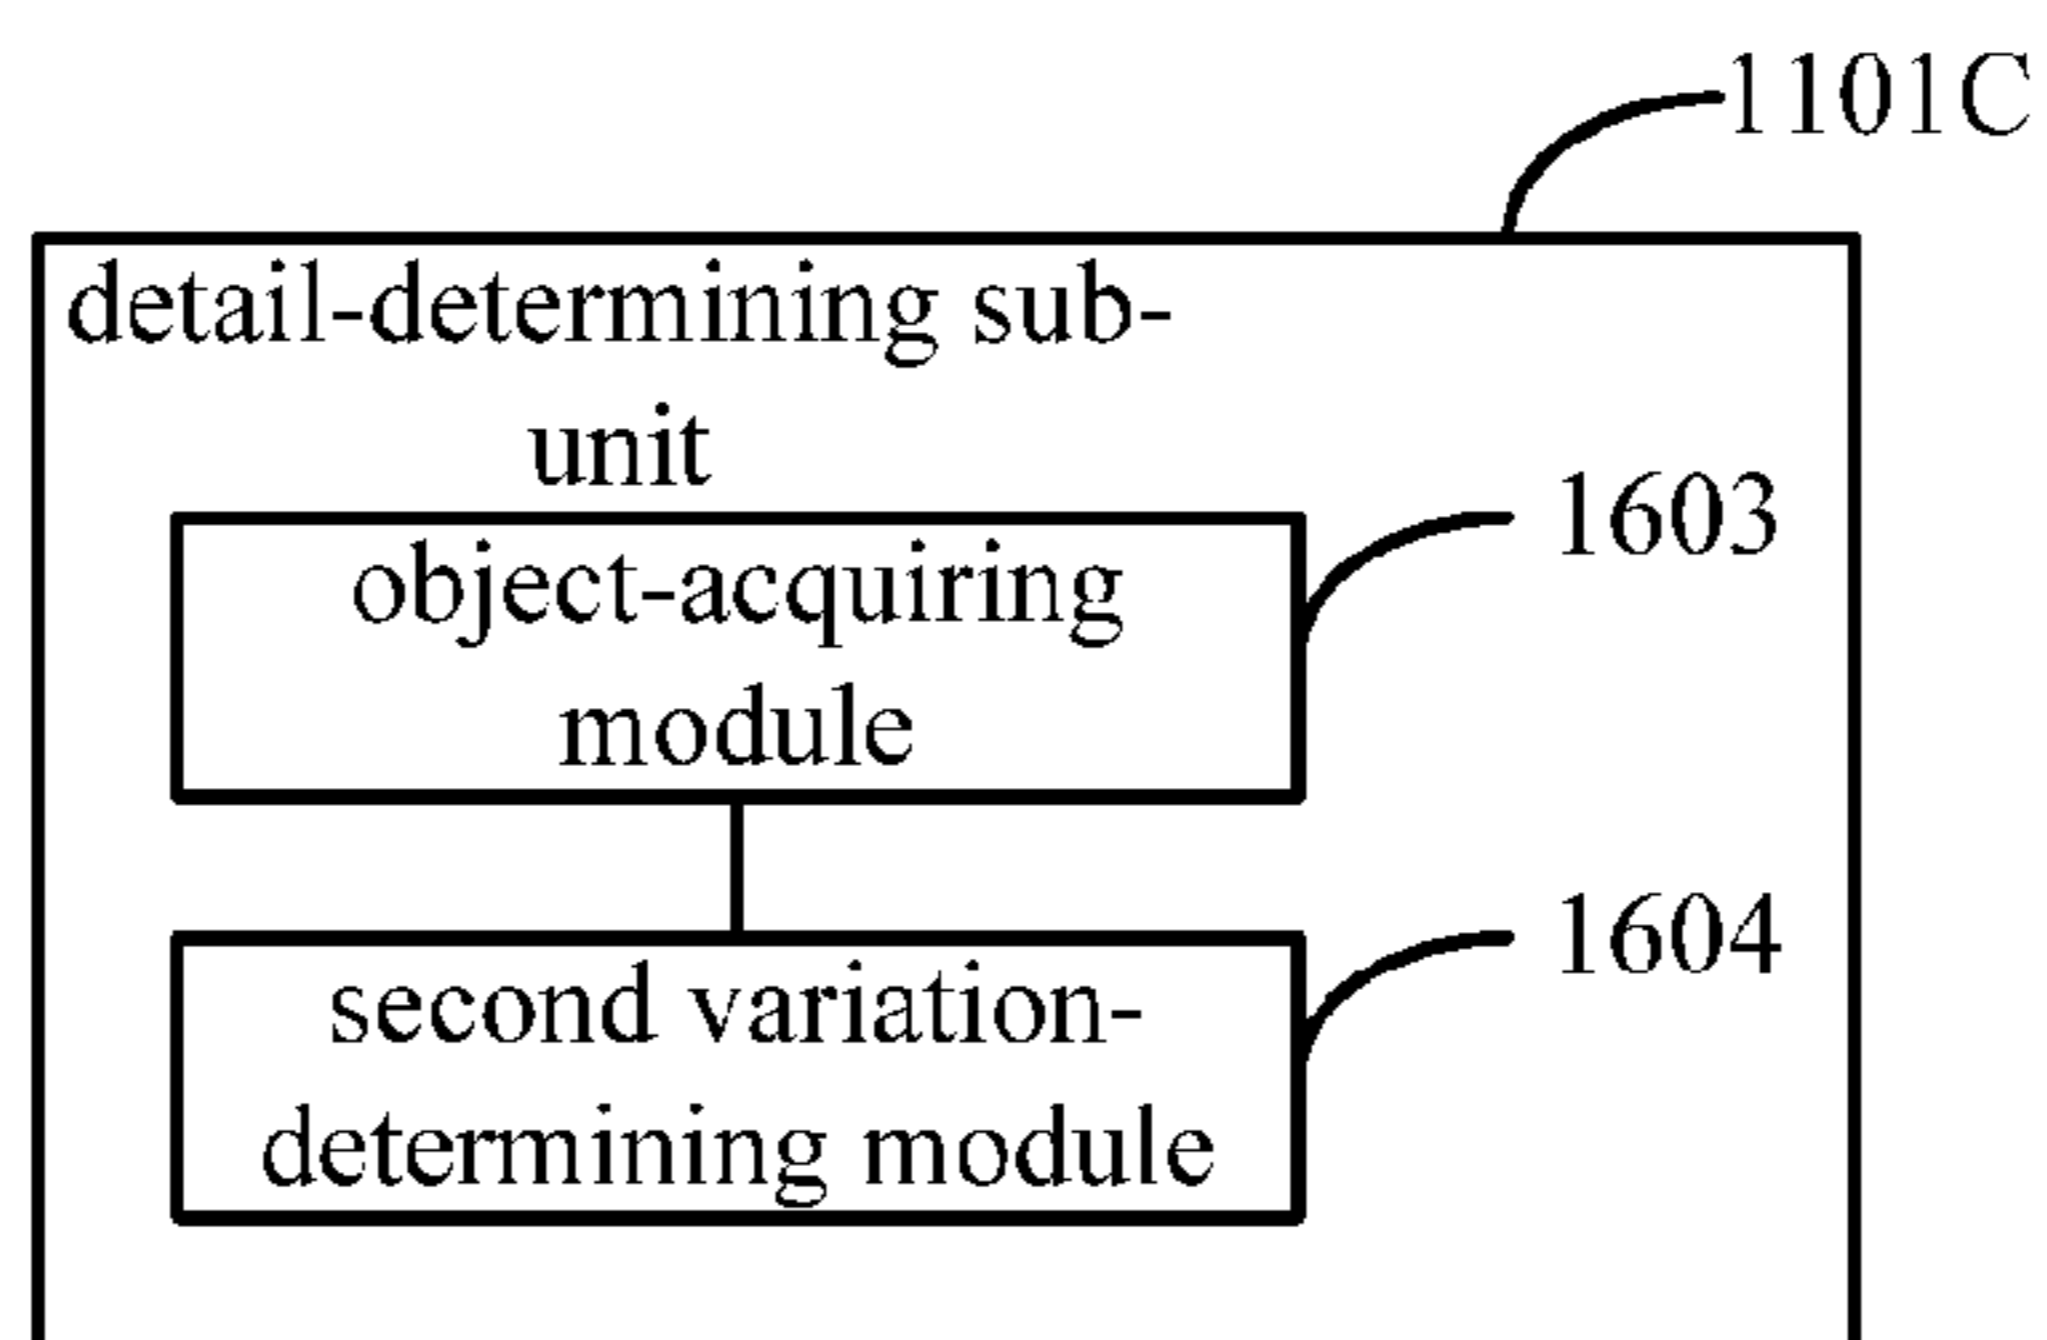 1101C
detail-determining sub-
unit
1603
object-acquiring
module
1604
second variation-
determining module